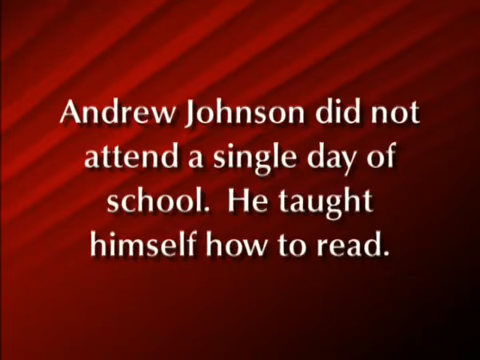 Andrew Johnson did not
attend a single day of
school.  He taught
himself how to read.